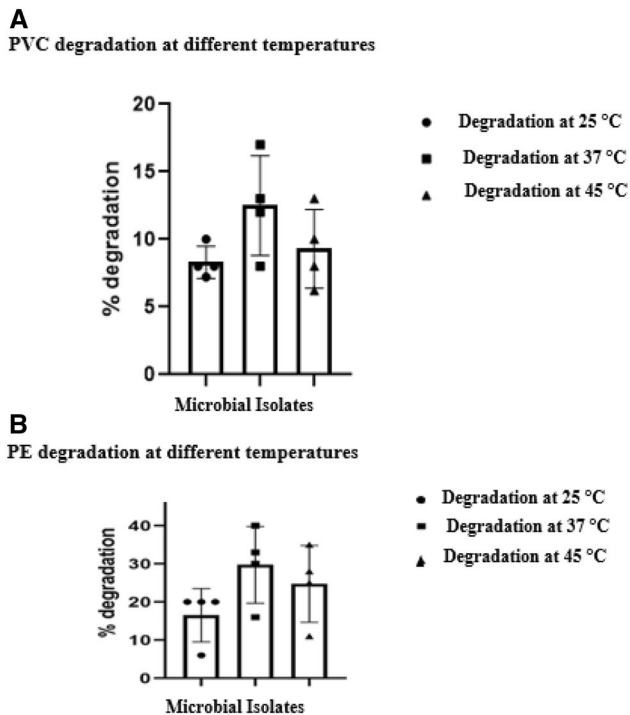 A
PVC degradation at different temperatures
% degradation
20
15
10
5
0
Microbial Isolates
Degradation at 25 °C
Degradation at 37 °C
Degradation at 45 °C
B
PE degradation at different temperatures
% degradation
40
30
20
10
0
Microbial Isolates
Degradation at 25 °C
Degradation at 37 °C
Degradation at 45 °C